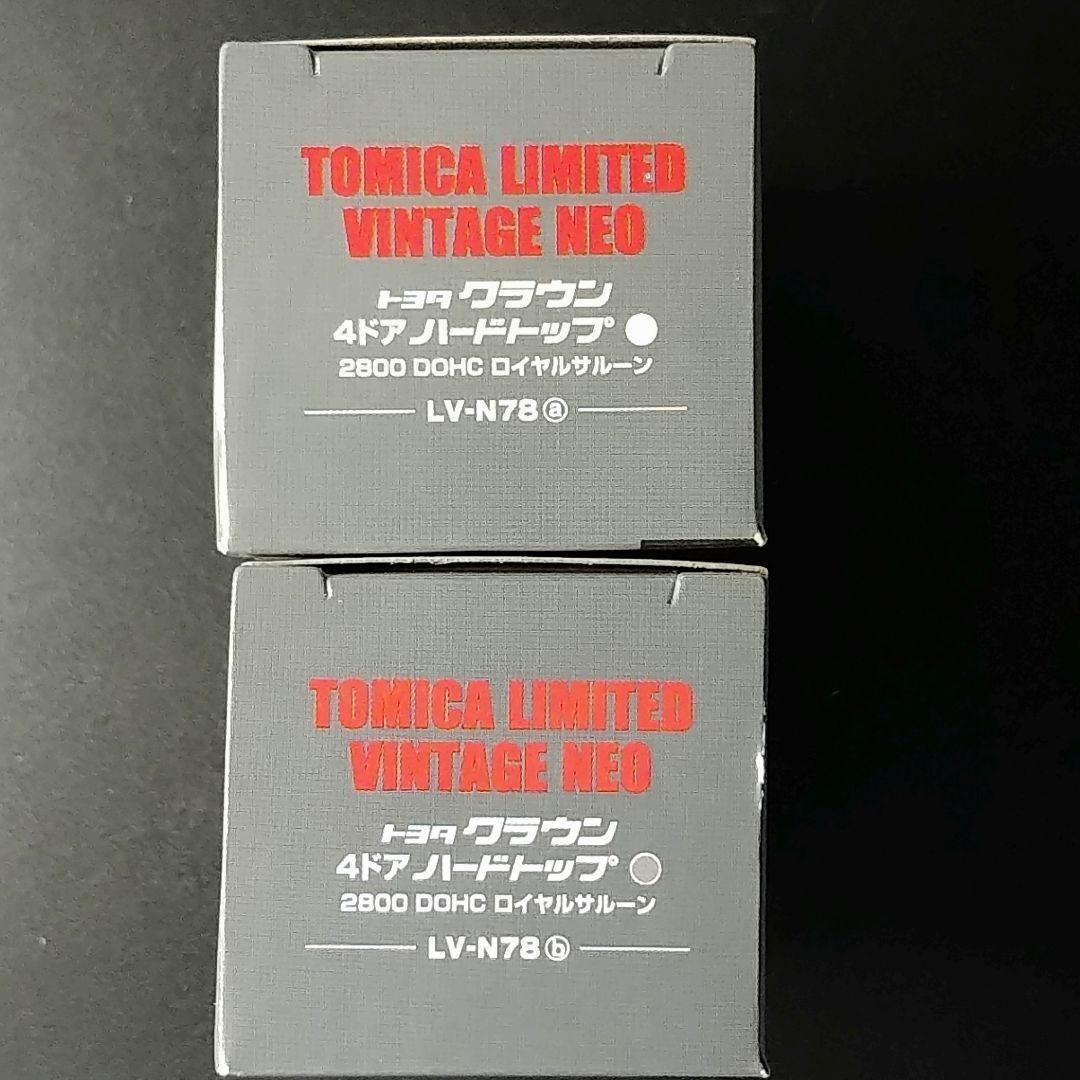 TOMICA LIMITED
VINTAGE NEO
トヨタ クラウン
4ドア ハードトップ
2800 DOHC ロイヤルサルーン
LV-N78ⓐ
TOMICA LIMITED
VINTAGE NEO
トヨタ クラウン
4ドア ハードトップ
2800 DOHC ロイヤルサルーン
LV-N78ⓑ